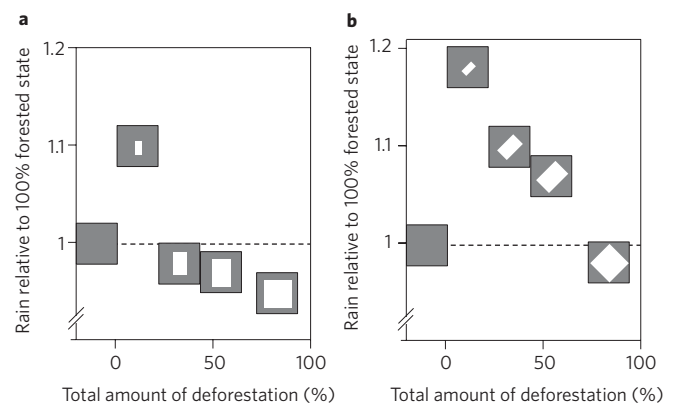 a
1.2
1.1
1
Rain relative to 100% forested state
0 50 100
Total amount of deforestation (%)
b
1.2
1.1
1
Rain relative to 100% forested state
0 50 100
Total amount of deforestation (%)